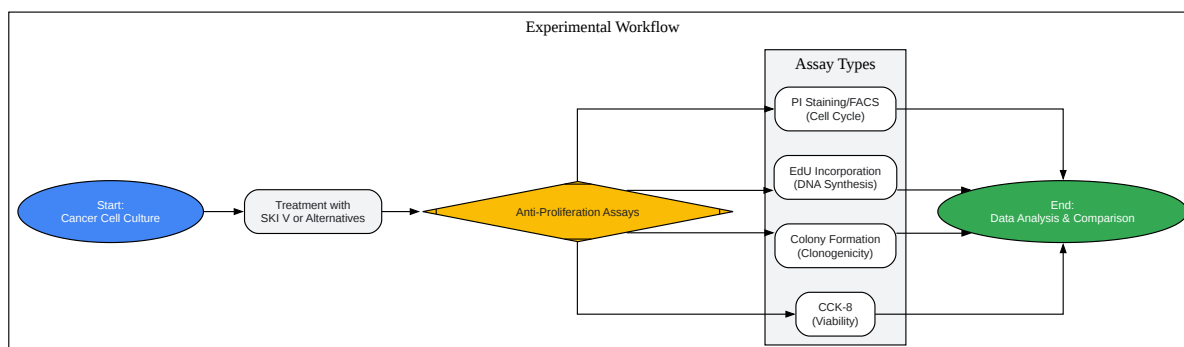 Experimental Workflow
Assay Types
PI Staining/FACS
(Cell Cycle)
EdU Incorporation
(DNA Synthesis)
Start:
Cancer Cell Culture
Treatment with
SKI V or Alternatives
Anti-Proliferation Assays
End:
Data Analysis & Comparison
Colony Formation
(Clonogenicity)
CCK-8
(Viability)